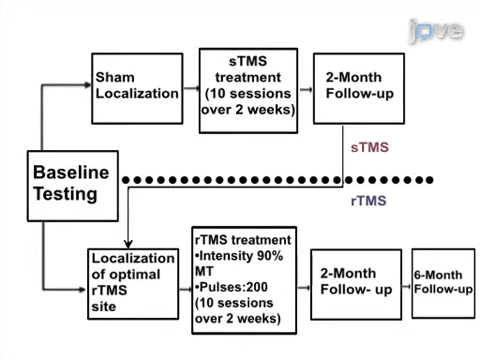 jove
Sham
Localization
sTMS
treatment
(10 sessions
over 2 weeks)
2-Month
Follow-up
sTMS
Baseline
Testing
rTMS
Localization
of optimal
rTMS
site
rTMS treatment
•Intensity 90%
MT
•Pulses:200
(10 sessions
over 2 weeks)
2-Month
Follow- up
6-Month
Follow-up